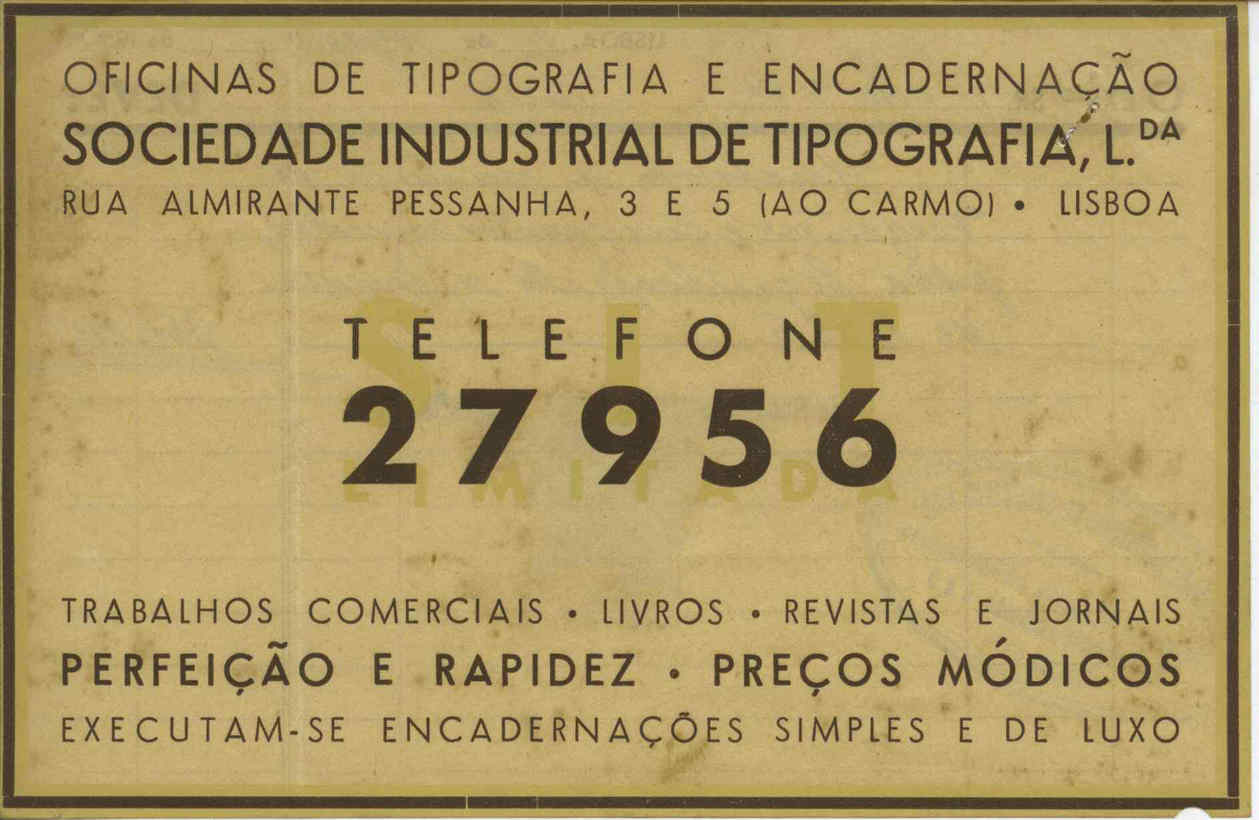 OFICINAS DE TIPOGRAFIA E ENCADERNAÇÃO
SOCIEDADE INDUSTRIAL DE TIPOGRAFIA, L.DA
RUA ALMIRANTE PESSANHA, 3 E 5 (AO CARMO) • LISBOA
S I T
TELEFONE
27956
LIMITADA
TRABALHOS COMERCIAIS • LIVROS • REVISTAS E JORNAIS
PERFEIÇÃO E RAPIDEZ • PREÇOS MÓDICOS
EXECUTAM-SE ENCADERNAÇÕES SIMPLES E DE LUXO